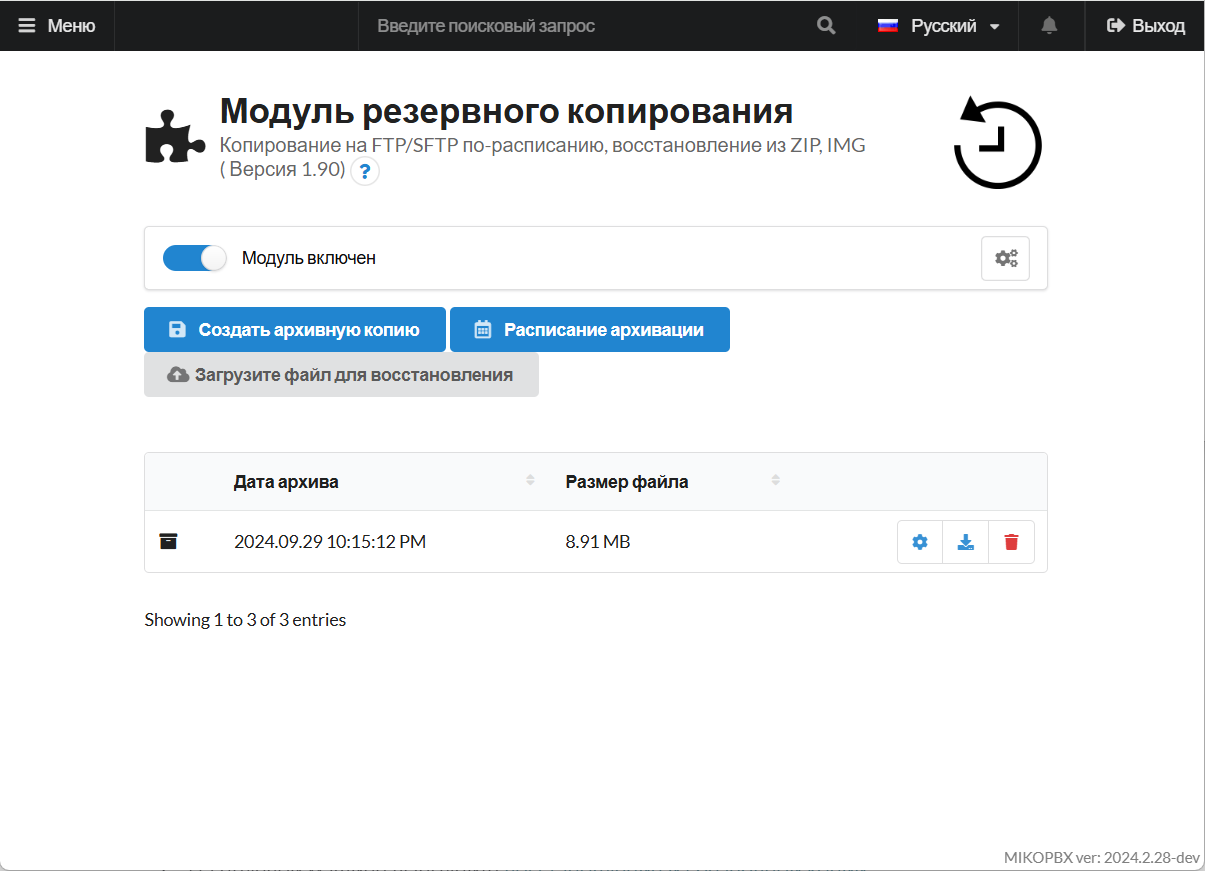 Меню
Введите поисковый запрос
Русский
Выход
Модуль резервного копирования
Копирование на FTP/SFTP по-расписанию, восстановление из ZIP, IMG
( Версия 1.90) ?
Модуль включен
Создать архивную копию
Расписание архивации
Загрузите файл для восстановления
Дата архива Размер файла
2024.09.29 10:15:12 PM 8.91 MB
Showing 1 to 3 of 3 entries
MIKOPBX ver: 2024.2.28-dev